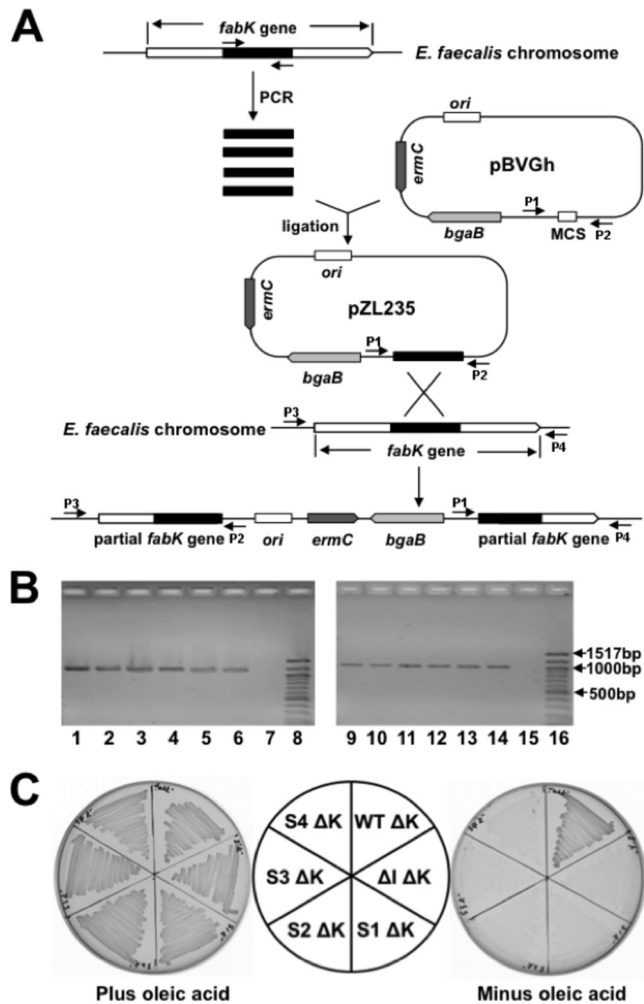 A
fabK gene
E. faecalis chromosome
PCR
ori
ermC
pBVGh
P1
bgaB
MCS
P2
ligation
ori
ermC
pZL235
P1
bgaB
P2
P3
E. faecalis chromosome
fabK gene
P4
P3
P1
partial fabK gene
P2
ori
ermC
bgaB
partial fabK gene
P4
B
1517bp
1000bp
500bp
1 2 3 4 5 6 7 8
9 10 11 12 13 14 15 16
C
S4 ΔK
WT ΔK
S3 ΔK
ΔI ΔK
S2 ΔK
S1 ΔK
Plus oleic acid
Minus oleic acid